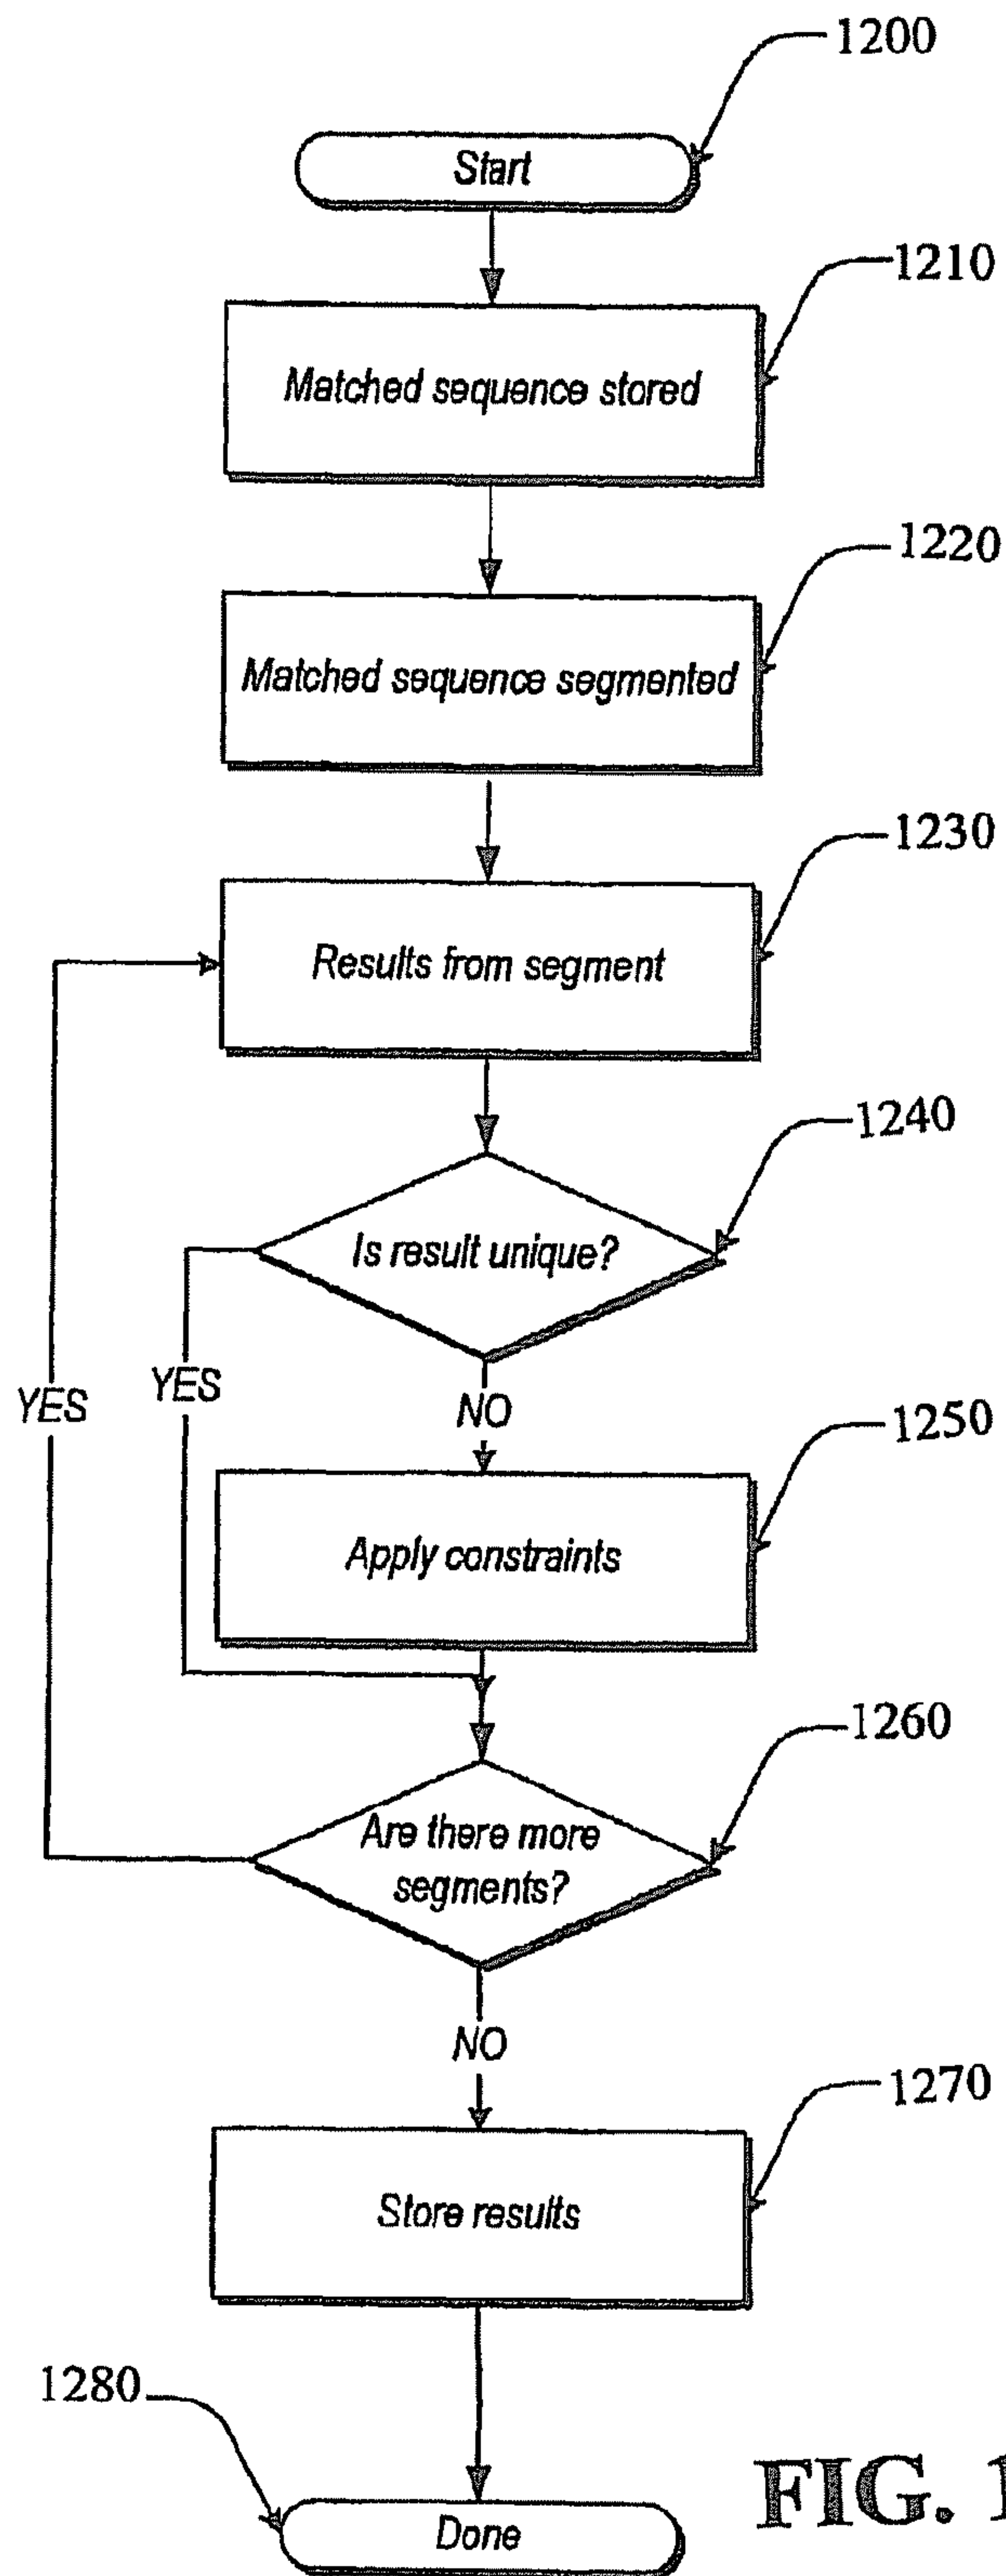 1200
Start
1210
Matched sequence stored
1220
Matched sequence segmented
1230
Results from segment
1240
Is result unique?
YES
YES
NO
1250
Apply constraints
1260
Are there more
segments?
NO
1270
Store results
1280
Done
FIG.